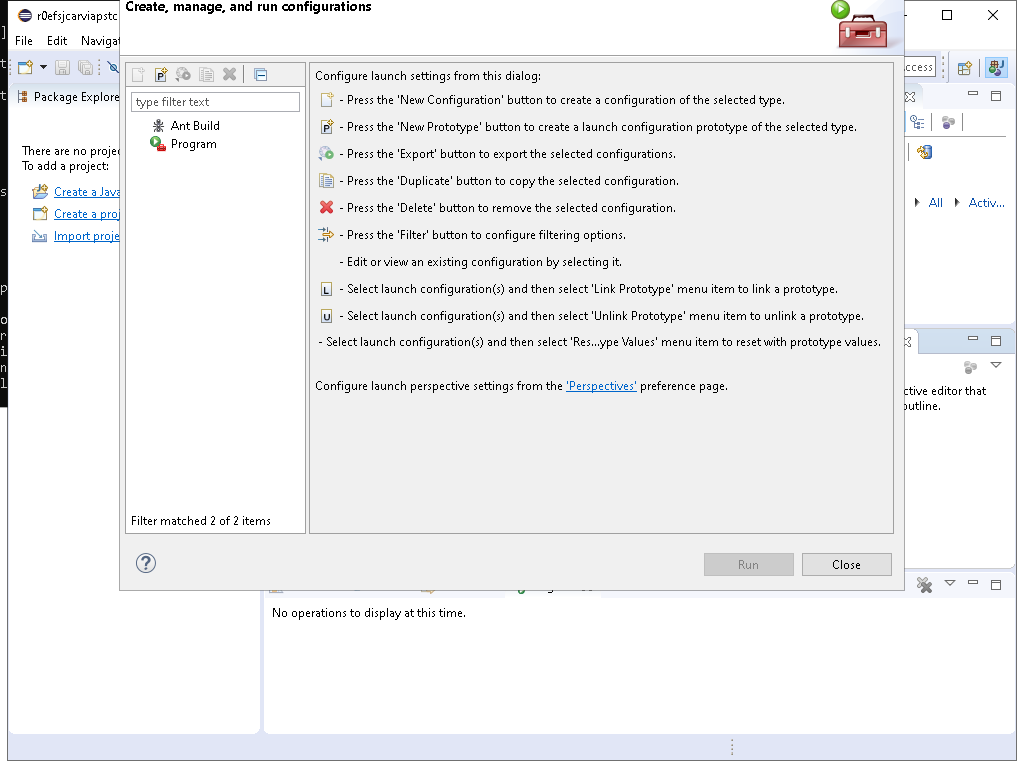 Create, manage, and run configurations
r0efsjcarviapstc
File Edit Navigat
ccess
Package Explore
type filter text
Ant Build
Program
Filter matched 2 of 2 items
Configure launch settings from this dialog:
- Press the 'New Configuration' button to create a configuration of the selected type.
P - Press the 'New Prototype' button to create a launch configuration prototype of the selected type.
- Press the 'Export' button to export the selected configurations.
- Press the 'Duplicate' button to copy the selected configuration.
- Press the 'Delete' button to remove the selected configuration.
- Press the 'Filter' button to configure filtering options.
- Edit or view an existing configuration by selecting it.
L - Select launch configuration(s) and then select 'Link Prototype' menu item to link a prototype.
U - Select launch configuration(s) and then select 'Unlink Prototype' menu item to unlink a prototype.
- Select launch configuration(s) and then select 'Res...ype Values' menu item to reset with prototype values.
Configure launch perspective settings from the 'Perspectives' preference page.
Run Close
There are no projec
To add a project:
Create a Java
Create a proj
Import proje
All Activ...
ctive editor that
outline.
No operations to display at this time.